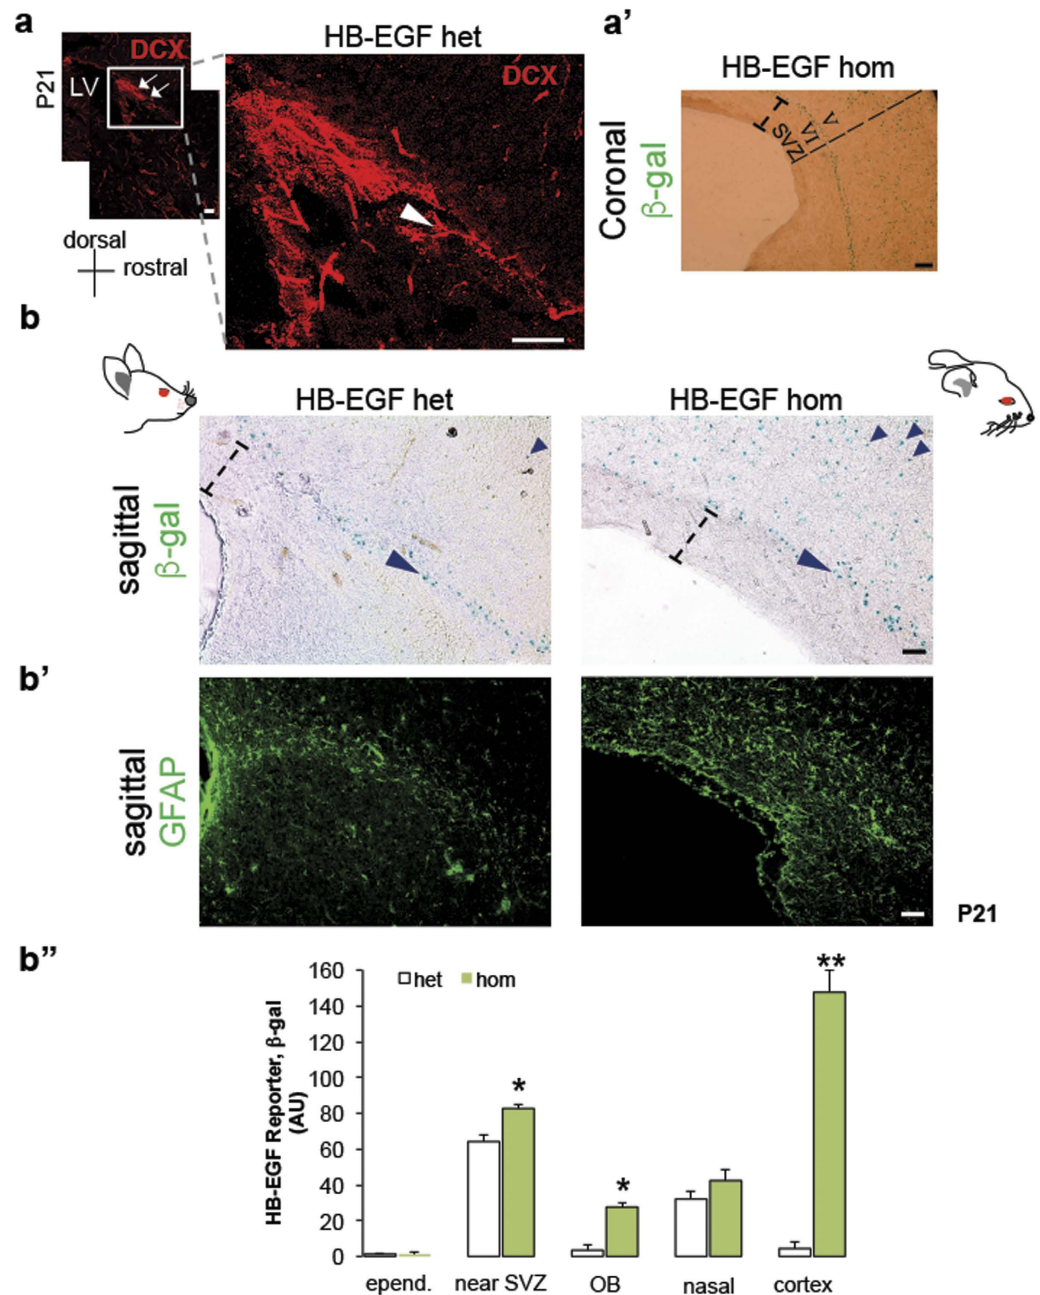 a
P21
DCX
LV
HB-EGF het
DCX
dorsal
rostral
a’
HB-EGF hom
Coronal
β-gal
SVZ
VI
V
b
HB-EGF het
HB-EGF hom
sagittal
β-gal
b’
sagittal
GFAP
P21
b”
HB-EGF Reporter, β-gal
(AU)
160
140
120
100
80
60
40
20
0
het
hom
*
*
**
epend.
near SVZ
OB
nasal
cortex